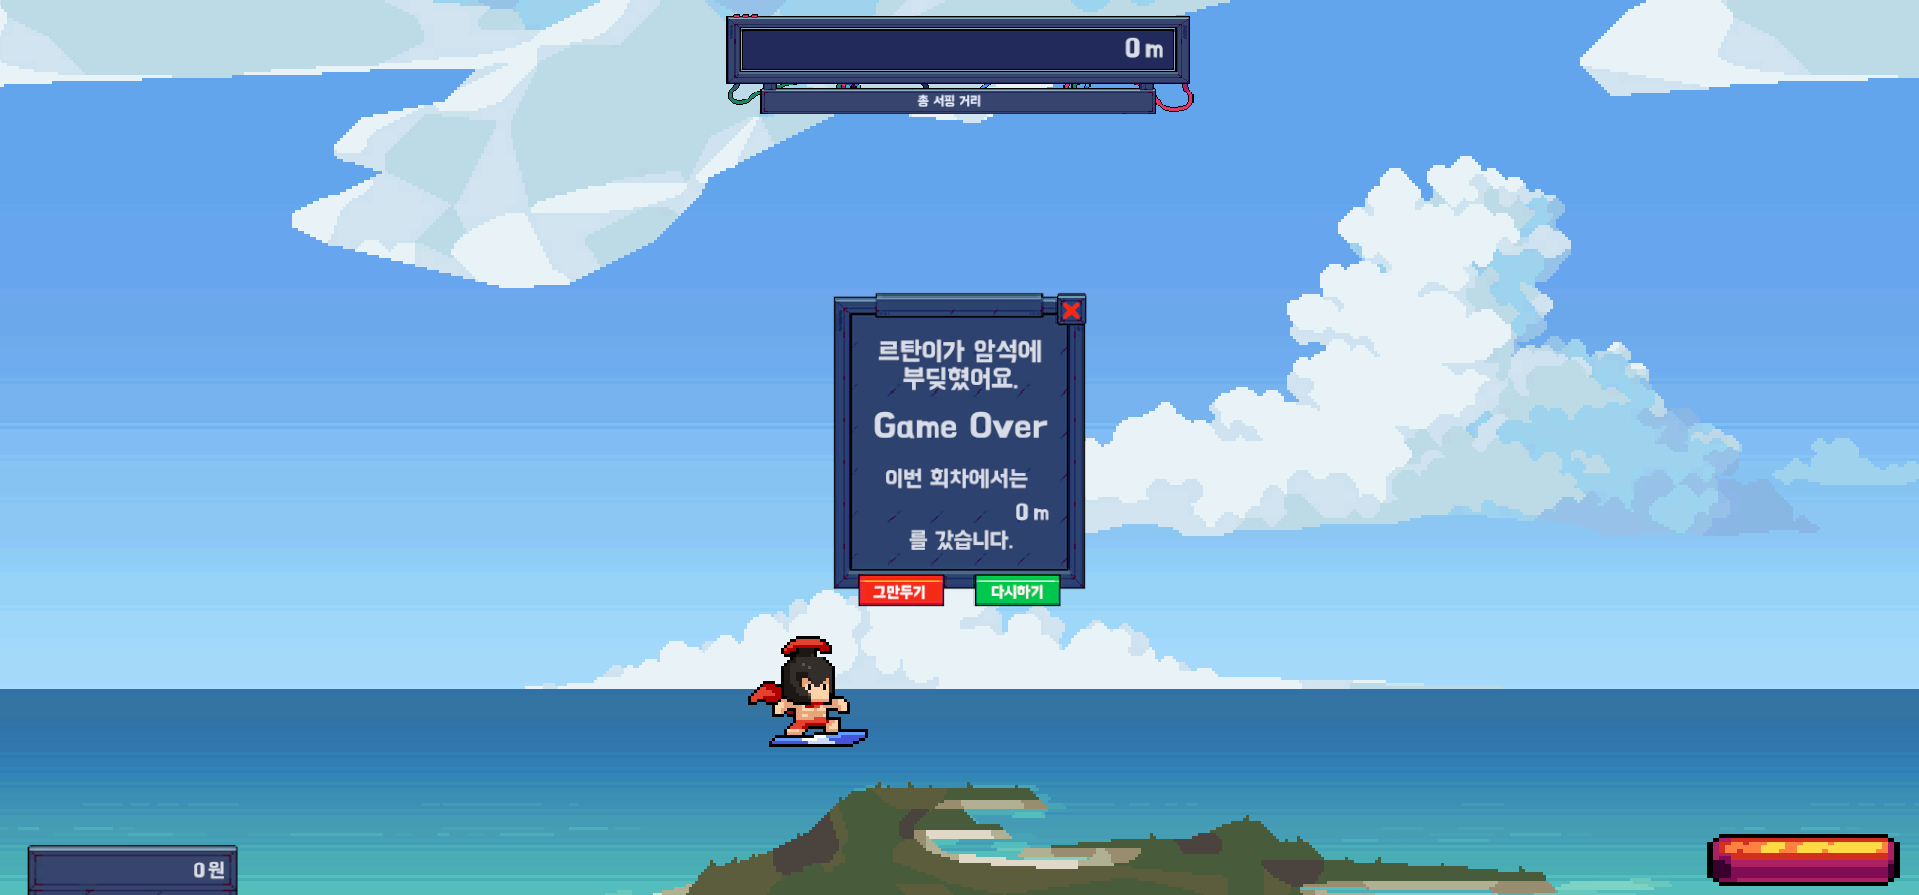 0 m
총 서핑 거리
르탄이가 암석에
부딪혔어요.
Game Over
이번 회차에서는
0 m
를 갔습니다.
그만두기
다시하기
0 원